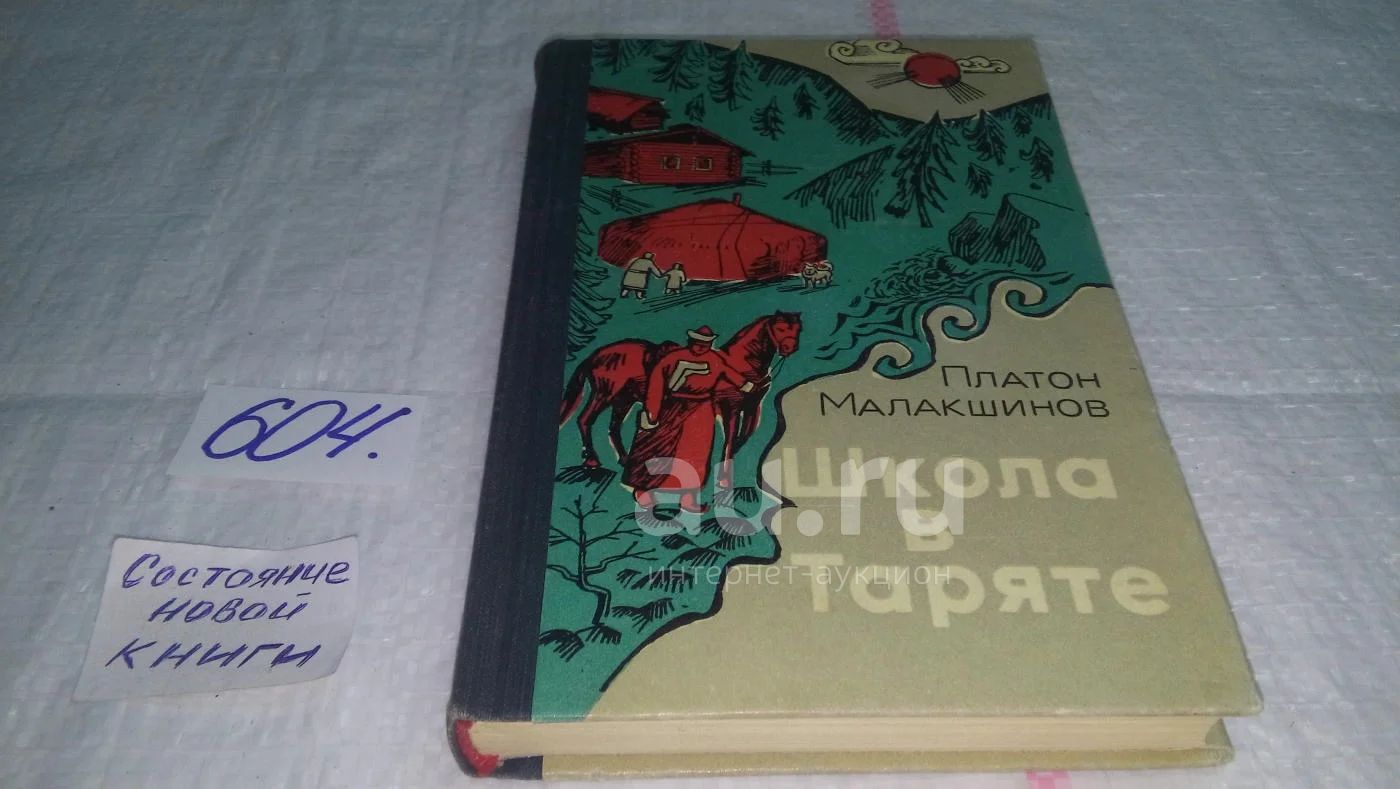 Платон
Малакшинов
Школа
в
Таряте
604.
Состояние
новой
книги
au.ru
интернет-аукцион